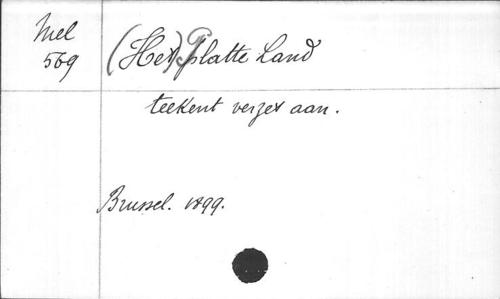 Mel
569
(Het) Platte Land
teekent verzet aan.
Brussel. 1899.